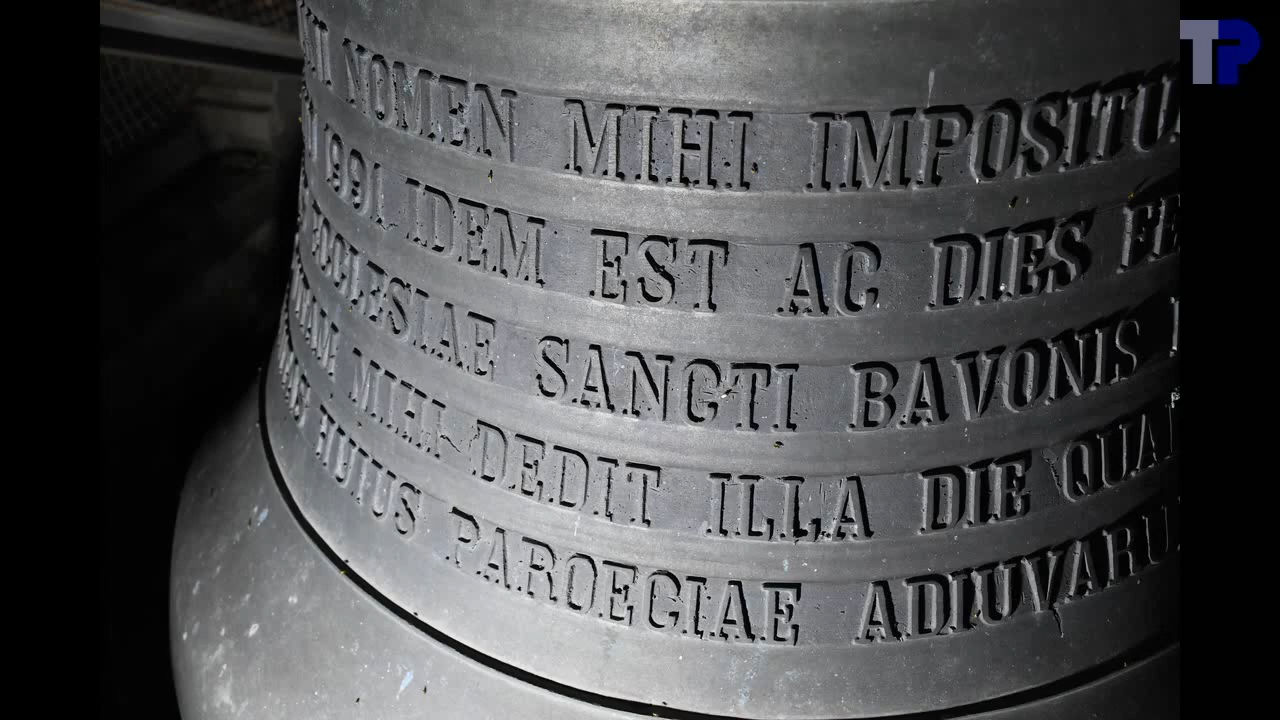 TP
NOMEN MIHI IMPOSITU
1991 IDEM EST AC DIES FE
ECCLESIAE SANCTI BAVONIS
MIHI DEDIT ILLA DIE QUA
HUIUS PAROECIAE ADIUVARU